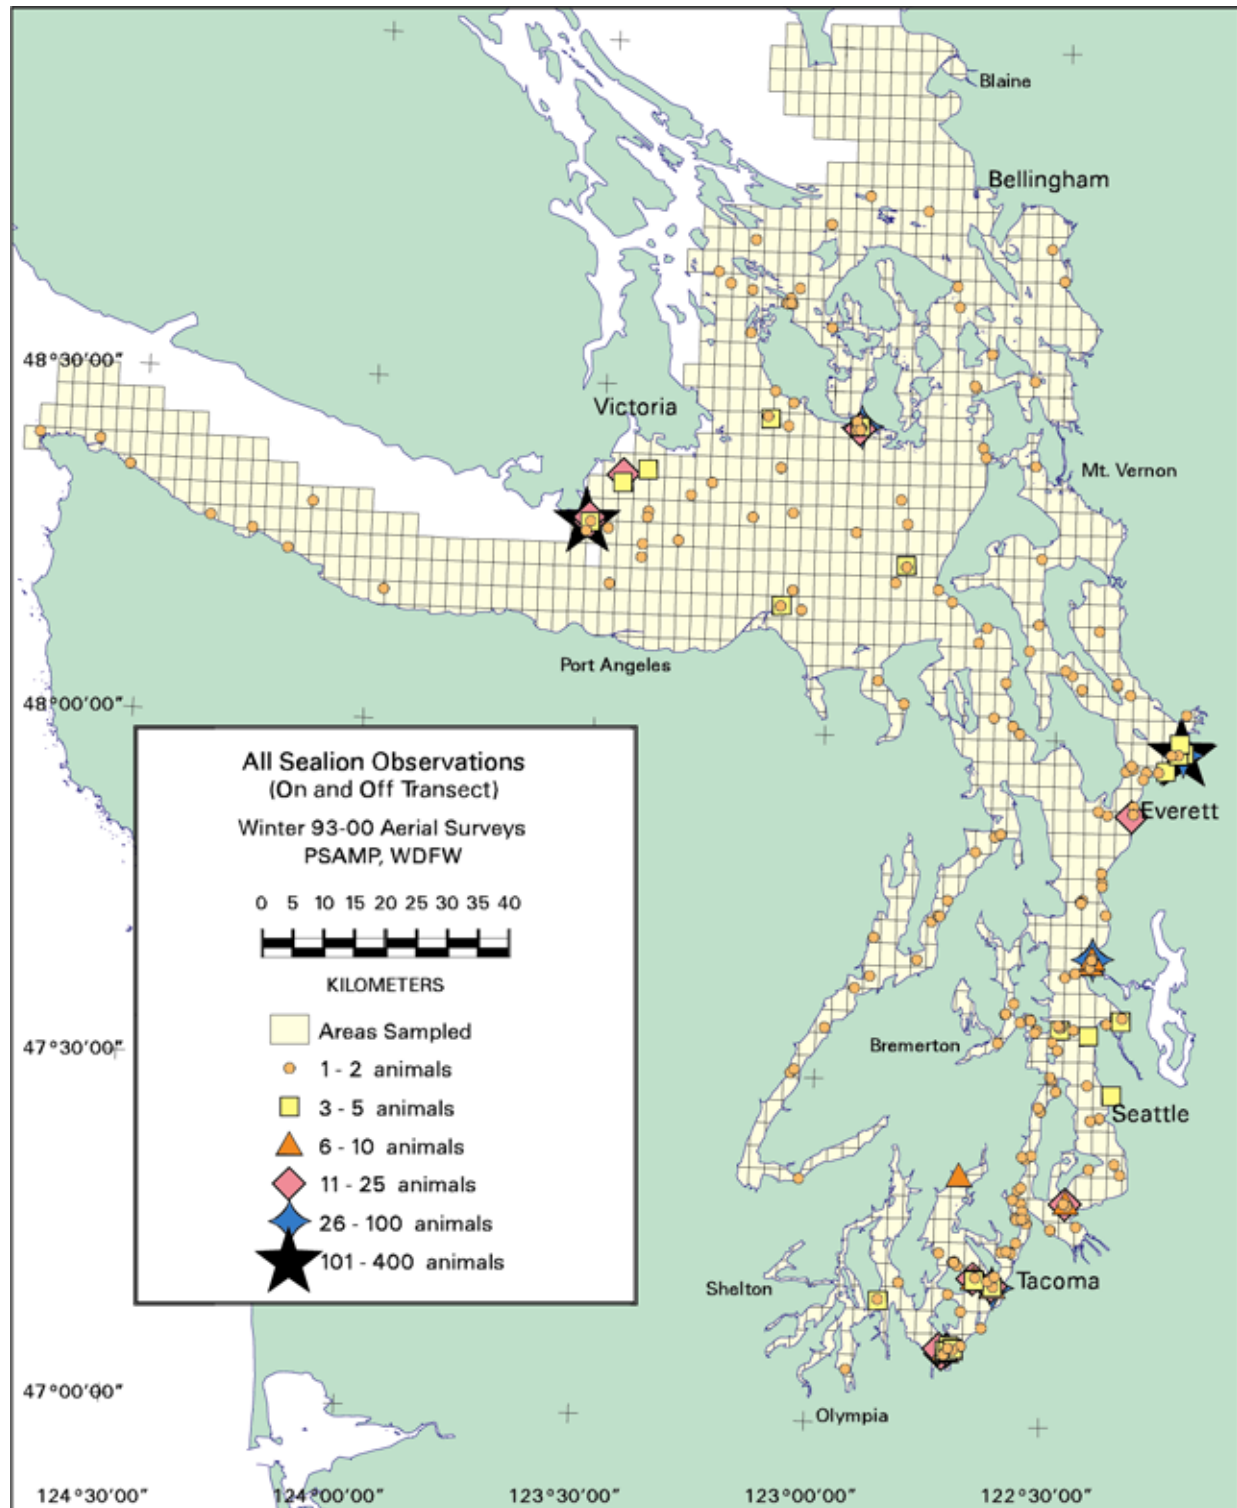 Blaine
Bellingham
48°30'00"
Victoria
Mt. Vernon
Port Angeles
48°00'00"
All Sealion Observations
(On and Off Transect)
Winter 93-00 Aerial Surveys
PSAMP, WDFW
0 5 10 15 20 25 30 35 40
KILOMETERS
Areas Sampled
1 - 2 animals
3 - 5 animals
6 - 10 animals
11 - 25 animals
26 - 100 animals
101 - 400 animals
Everett
47°30'00"
Bremerton
Seattle
Shelton
Tacoma
47°00'00"
Olympia
124°30'00" 124°00'00" 123°30'00" 123°00'00" 122°30'00"